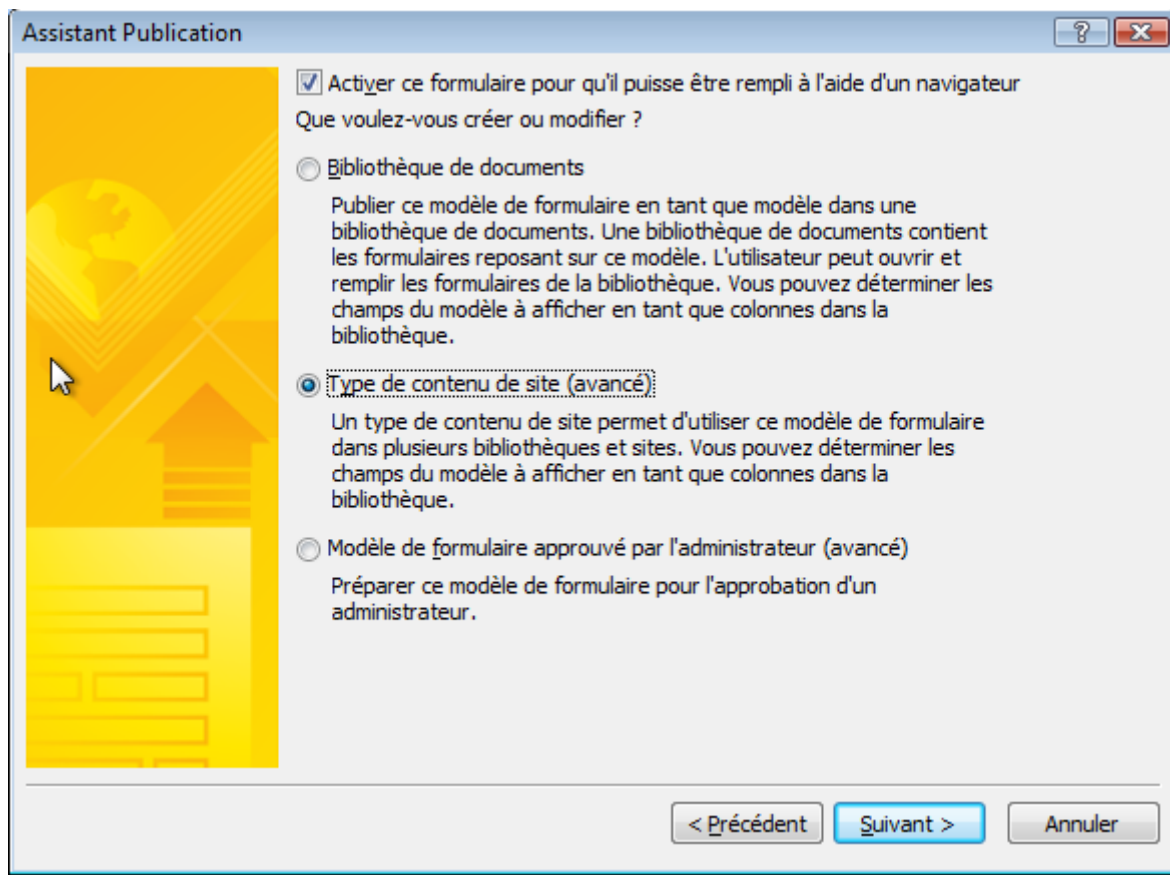 Assistant Publication
Activer ce formulaire pour qu'il puisse être rempli à l'aide d'un navigateur
Que voulez-vous créer ou modifier ?
Bibliothèque de documents
Publier ce modèle de formulaire en tant que modèle dans une
bibliothèque de documents. Une bibliothèque de documents contient
les formulaires reposant sur ce modèle. L'utilisateur peut ouvrir et
remplir les formulaires de la bibliothèque. Vous pouvez déterminer les
champs du modèle à afficher en tant que colonnes dans la
bibliothèque.
Type de contenu de site (avancé)
Un type de contenu de site permet d'utiliser ce modèle de formulaire
dans plusieurs bibliothèques et sites. Vous pouvez déterminer les
champs du modèle à afficher en tant que colonnes dans la
bibliothèque.
Modèle de formulaire approuvé par l'administrateur (avancé)
Préparer ce modèle de formulaire pour l'approbation d'un
administrateur.
< Précédent Suivant > Annuler